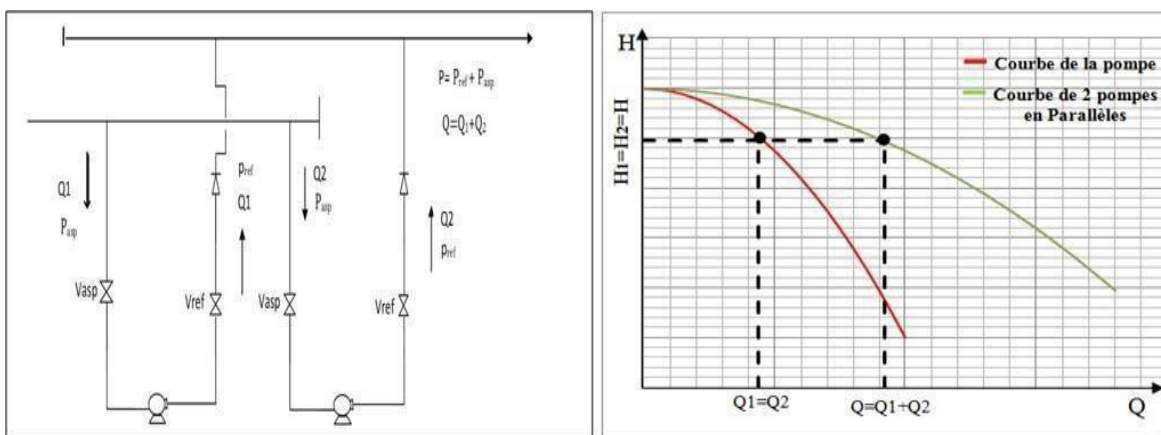 P= Pref + Pasp
Q=Q1+Q2
Q1
Pasp
pref
Q1
Q2
Pasp
Q2
pref
Vasp
Vref
Vasp
Vref
H
Courbe de la pompe
Courbe de 2 pompes
en Parallèles
H1=H2=H
Q1=Q2
Q=Q1+Q2
Q